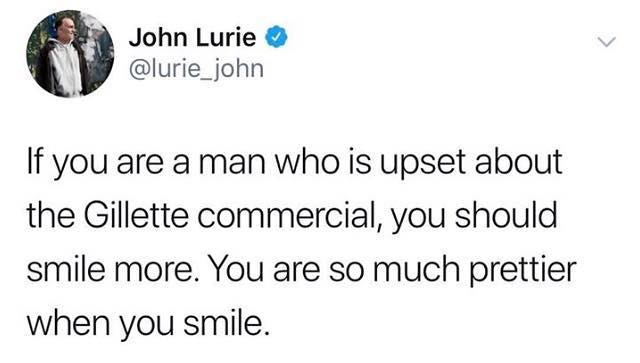 John Lurie
@lurie_john
If you are a man who is upset about
the Gillette commercial, you should
smile more. You are so much prettier
when you smile.